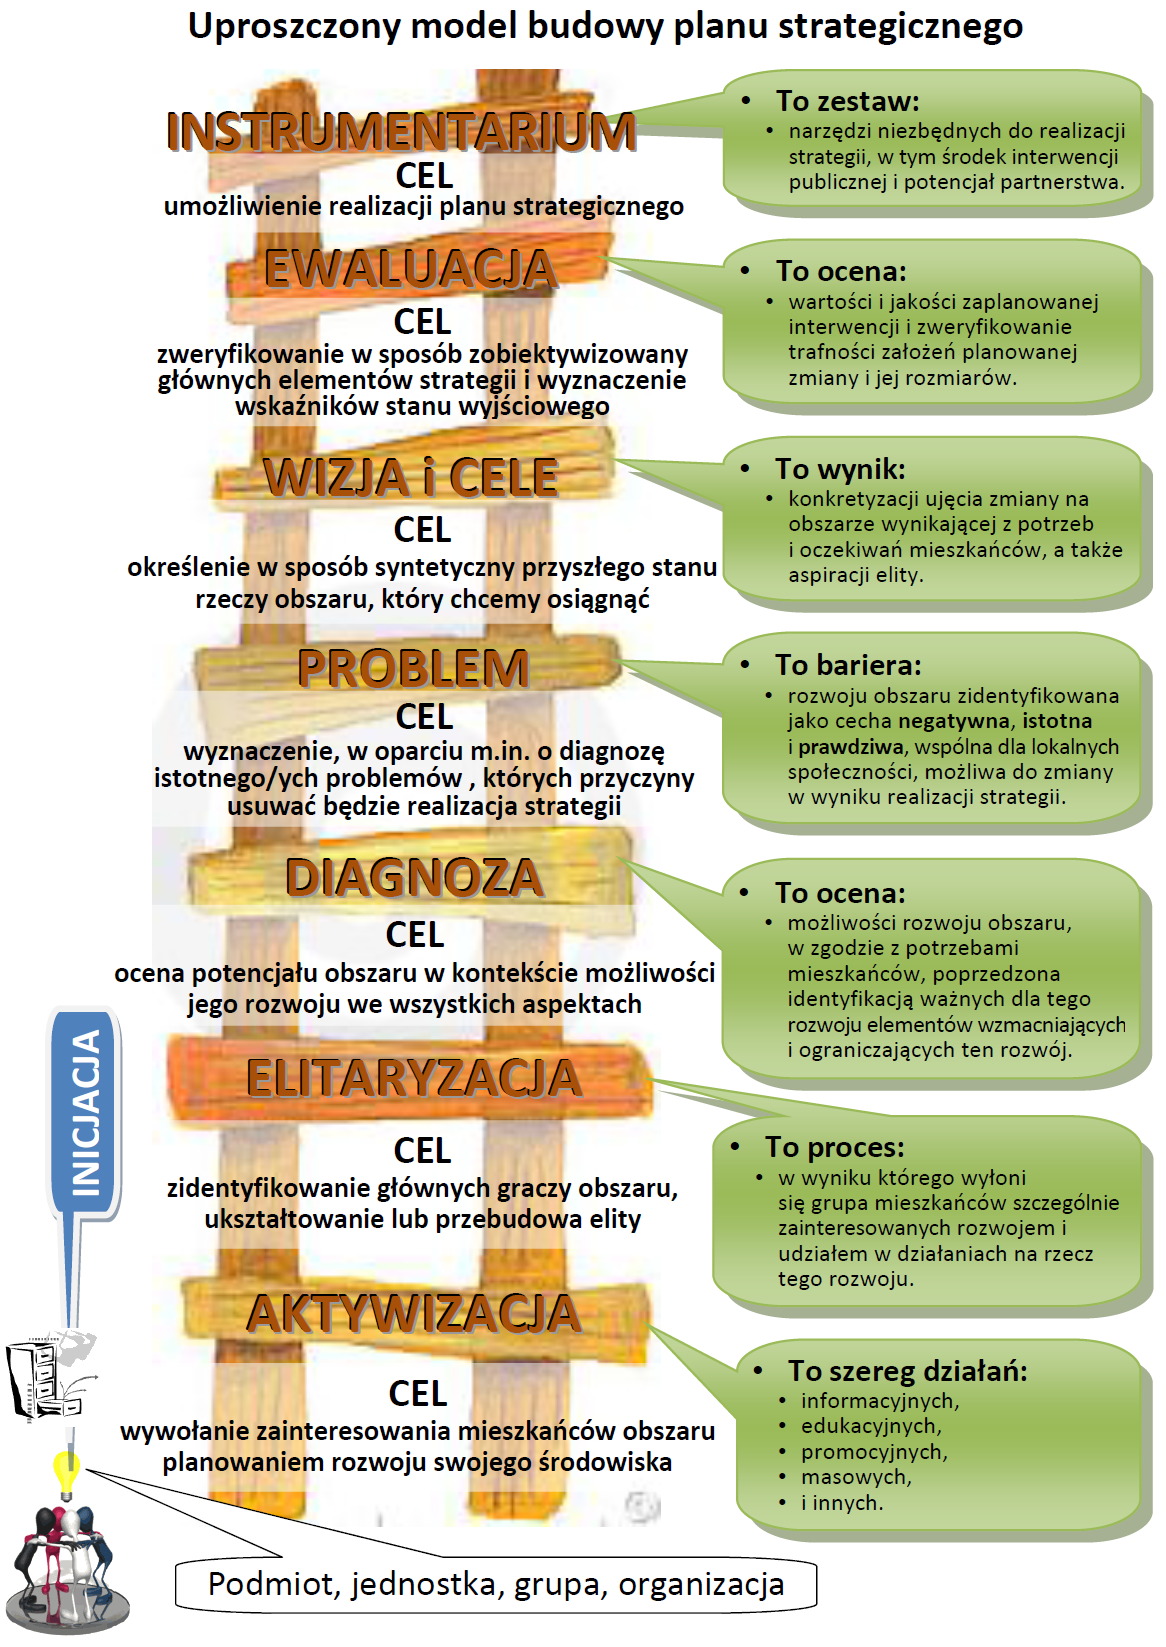 Uproszczony model budowy planu strategicznego
INSTRUMENTARIUM
CEL
umożliwienie realizacji planu strategicznego
• To zestaw:
• narzędzi niezbędnych do realizacji
strategii, w tym środek interwencji
publicznej i potencjał partnerstwa.
EWALUACJA
CEL
zweryfikowanie w sposób zobiektywizowany
głównych elementów strategii i wyznaczenie
wskaźników stanu wyjściowego
• To ocena:
• wartości i jakości zaplanowanej
interwencji i zweryfikowanie
trafności założeń planowanej
zmiany i jej rozmiarów.
WIZJA i CELE
CEL
określenie w sposób syntetyczny przyszłego stanu
rzeczy obszaru, który chcemy osiągnąć
• To wynik:
• konkretyzacji ujęcia zmiany na
obszarze wynikającej z potrzeb
i oczekiwań mieszkańców, a także
aspiracji elity.
PROBLEM
CEL
wyznaczenie, w oparciu m.in. o diagnozę
istotnego/ych problemów , których przyczyny
usuwać będzie realizacja strategii
• To bariera:
• rozwoju obszaru zidentyfikowana
jako cecha negatywna, istotna
i prawdziwa, wspólna dla lokalnych
społeczności, możliwa do zmiany
w wyniku realizacji strategii.
DIAGNOZA
CEL
ocena potencjału obszaru w kontekście możliwości
jego rozwoju we wszystkich aspektach
• To ocena:
• możliwości rozwoju obszaru,
w zgodzie z potrzebami
mieszkańców, poprzedzona
identyfikacją ważnych dla tego
rozwoju elementów wzmacniających
i ograniczających ten rozwój.
ELITARYZACJA
CEL
zidentyfikowanie głównych graczy obszaru,
ukształtowanie lub przebudowa elity
• To proces:
• w wyniku którego wyłoni
się grupa mieszkańców szczególnie
zainteresowanych rozwojem i
udziałem w działaniach na rzecz
tego rozwoju.
AKTYWIZACJA
CEL
wywołanie zainteresowania mieszkańców obszaru
planowaniem rozwoju swojego środowiska
• To szereg działań:
• informacyjnych,
• edukacyjnych,
• promocyjnych,
• masowych,
• i innych.
INICJACJA
©
Podmiot, jednostka, grupa, organizacja